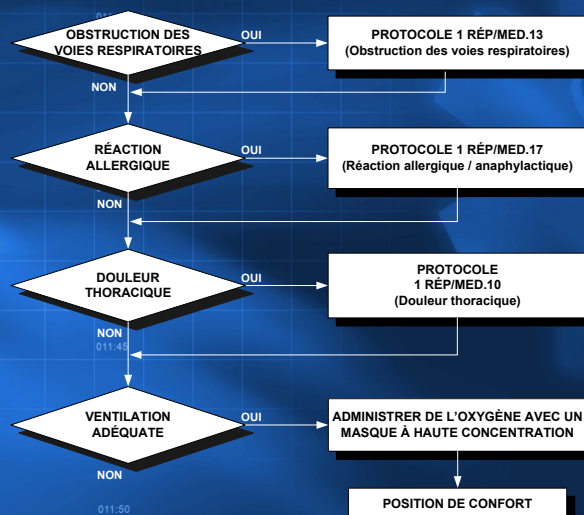 OBSTRUCTION DES
VOIES RESPIRATOIRES
OUI
PROTOCOLE 1 RÉP/MED.13
(Obstruction des voies respiratoires)
NON
RÉACTION
ALLERGIQUE
OUI
PROTOCOLE 1 RÉP/MED.17
(Réaction allergique / anaphylactique)
NON
DOULEUR
THORACIQUE
OUI
PROTOCOLE
1 RÉP/MED.10
(Douleur thoracique)
NON
011:45
VENTILATION
ADÉQUATE
OUI
ADMINISTRER DE L'OXYGÈNE AVEC UN
MASQUE À HAUTE CONCENTRATION
NON
POSITION DE CONFORT
011:50